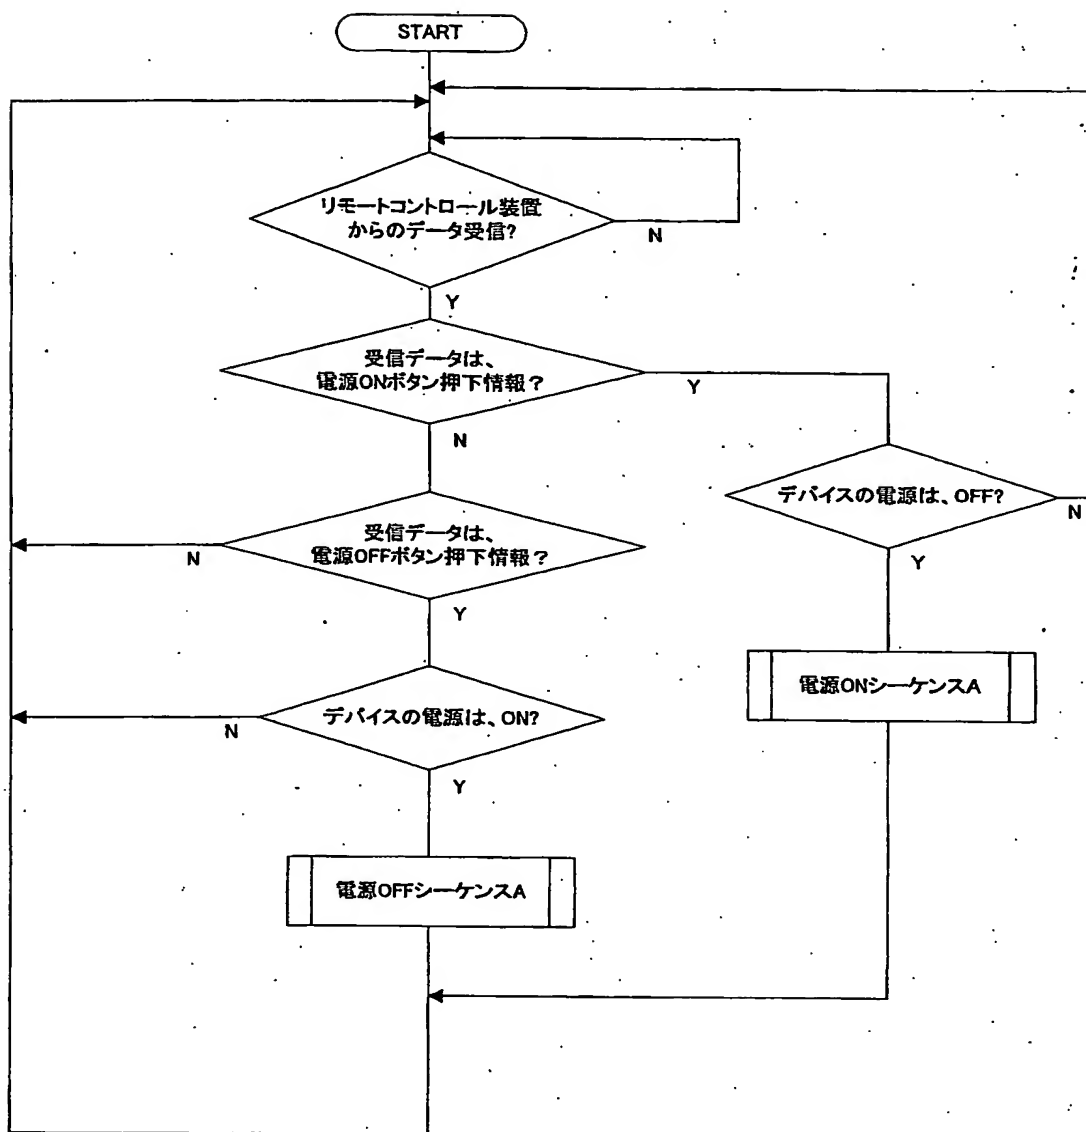 START
リモートコントロール装置
からのデータ受信?
N
Y
受信データは、
電源ONボタン押下情報？
Y
N
デバイスの電源は、OFF?
N
Y
受信データは、
電源OFFボタン押下情報？
N
Y
電源ONシーケンスA
デバイスの電源は、ON?
N
Y
電源OFFシーケンスA